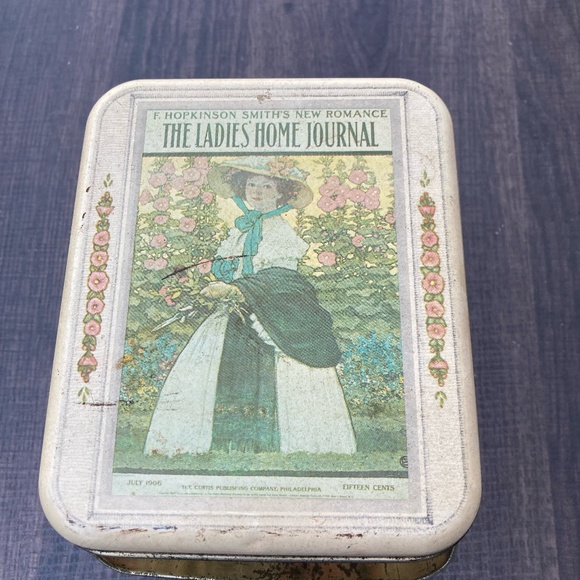 F. HOPKINSON SMITH'S NEW ROMANCE
THE LADIES' HOME JOURNAL
JULY 1906
THE CURTIS PUBLISHING COMPANY, PHILADELPHIA
FIFTEEN CENTS